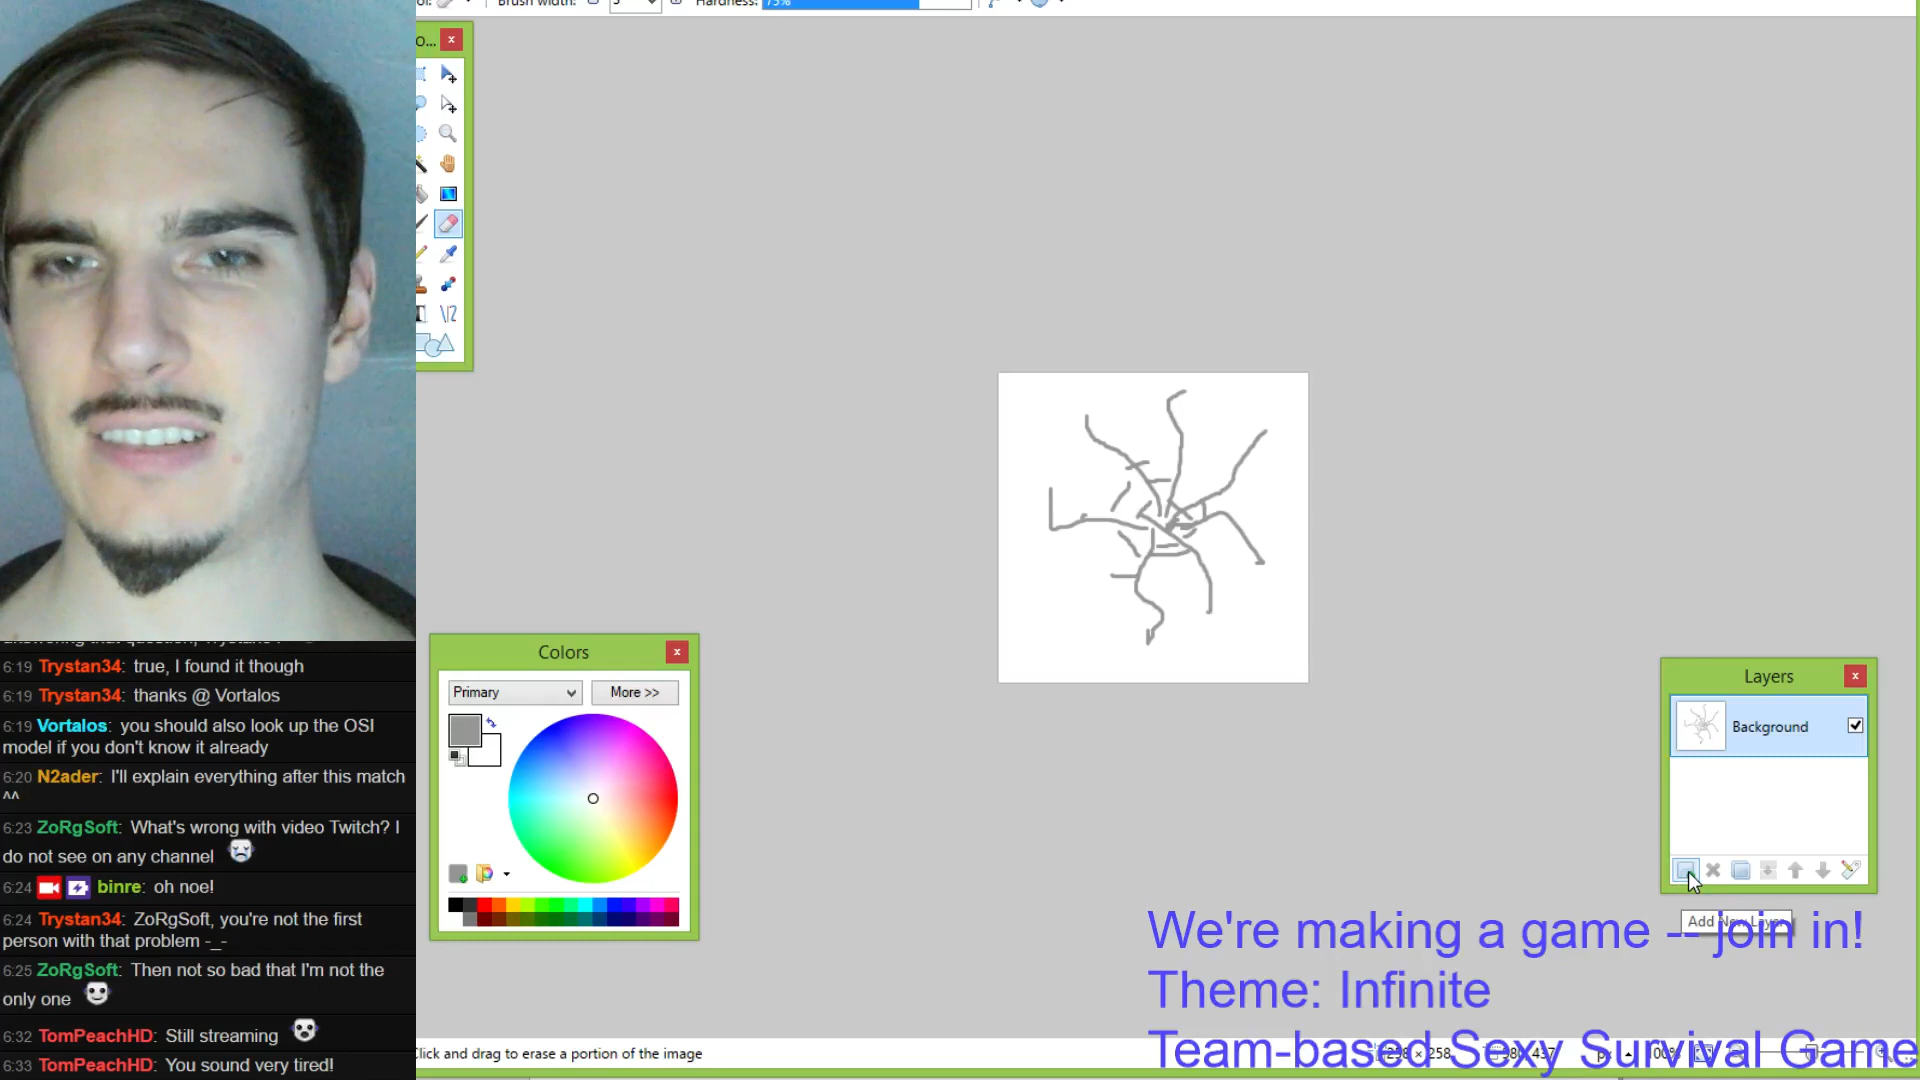 Brush width:
Hardness:
75%
Colors
Primary
More >>
Layers
Background
Add New Layer
6:19 Trystan34: true, I found it though
6:19 Trystan34: thanks @ Vortalos
6:19 Vortalos: you should also look up the OSI
model if you don't know it already
6:20 N2ader: I'll explain everything after this match
^^
6:23 ZoRgSoft: What's wrong with video Twitch? I
do not see on any channel
6:24 binre: oh noe!
6:24 Trystan34: ZoRgSoft, you're not the first
person with that problem -_-
6:25 ZoRgSoft: Then not so bad that I'm not the
only one
6:32 TomPeachHD: Still streaming
6:33 TomPeachHD: You sound very tired!
We're making a game -- join in!
Theme: Infinite
Team-based Sexy Survival Game
Click and drag to erase a portion of the image